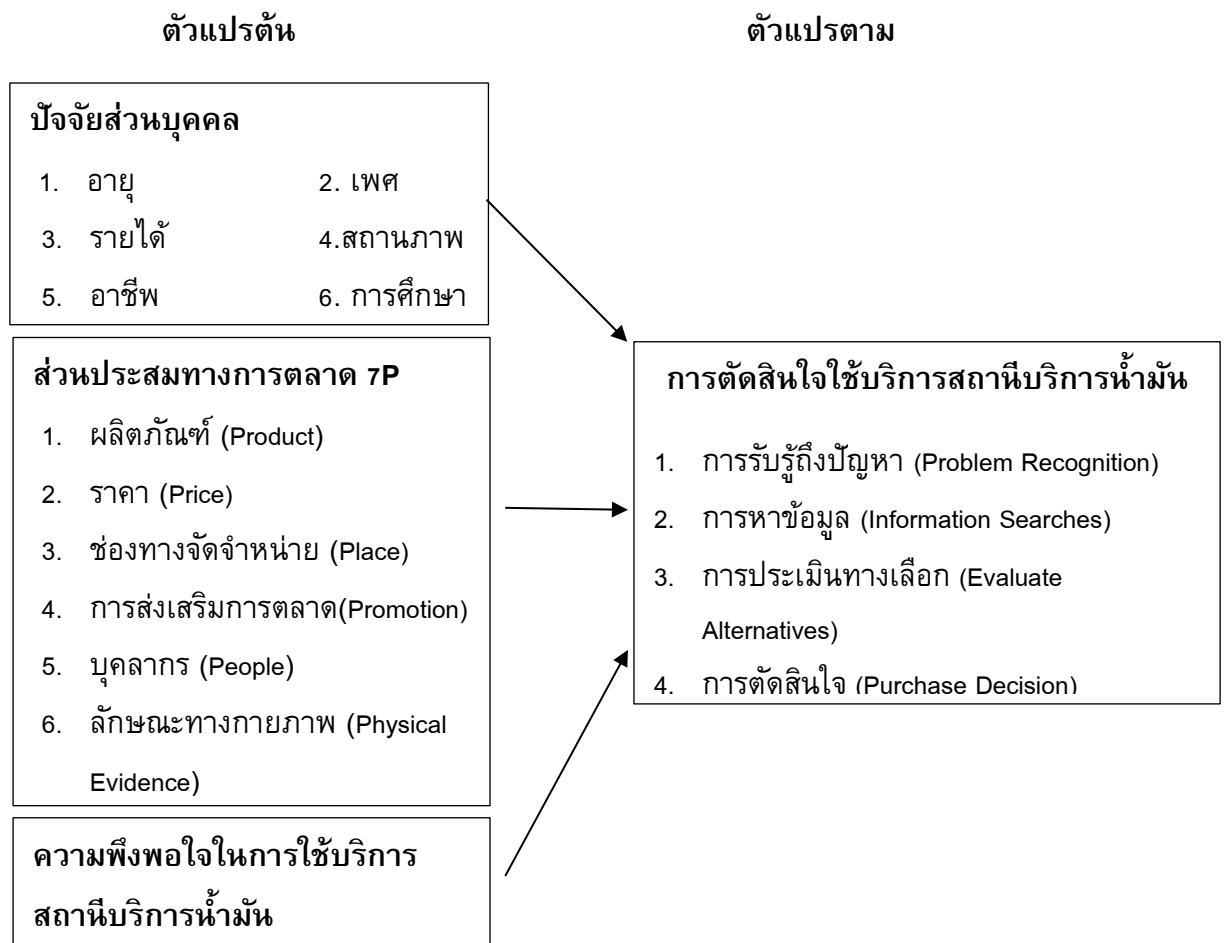 ตัวแปรต้น
ตัวแปรตาม
ปัจจัยส่วนบุคคล
1. อายุ 2. เพศ
3. รายได้ 4.สถานภาพ
5. อาชีพ 6. การศึกษา
ส่วนประสมทางการตลาด 7P
1. ผลิตภัณฑ์ (Product)
2. ราคา (Price)
3. ช่องทางจัดจำหน่าย (Place)
4. การส่งเสริมการตลาด(Promotion)
5. บุคลากร (People)
6. ลักษณะทางกายภาพ (Physical
Evidence)
ความพึงพอใจในการใช้บริการ
สถานีบริการน้ำมัน
การตัดสินใจใช้บริการสถานีบริการน้ำมัน
1. การรับรู้ถึงปัญหา (Problem Recognition)
2. การหาข้อมูล (Information Searches)
3. การประเมินทางเลือก (Evaluate
Alternatives)
4. การตัดสินใจ (Purchase Decision)